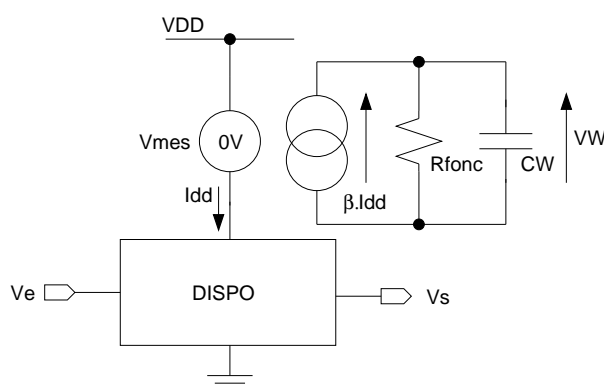 VDD
Vmes
0V
Idd
β.Idd
Rfonc
CW
VW
Ve
DISPO
Vs